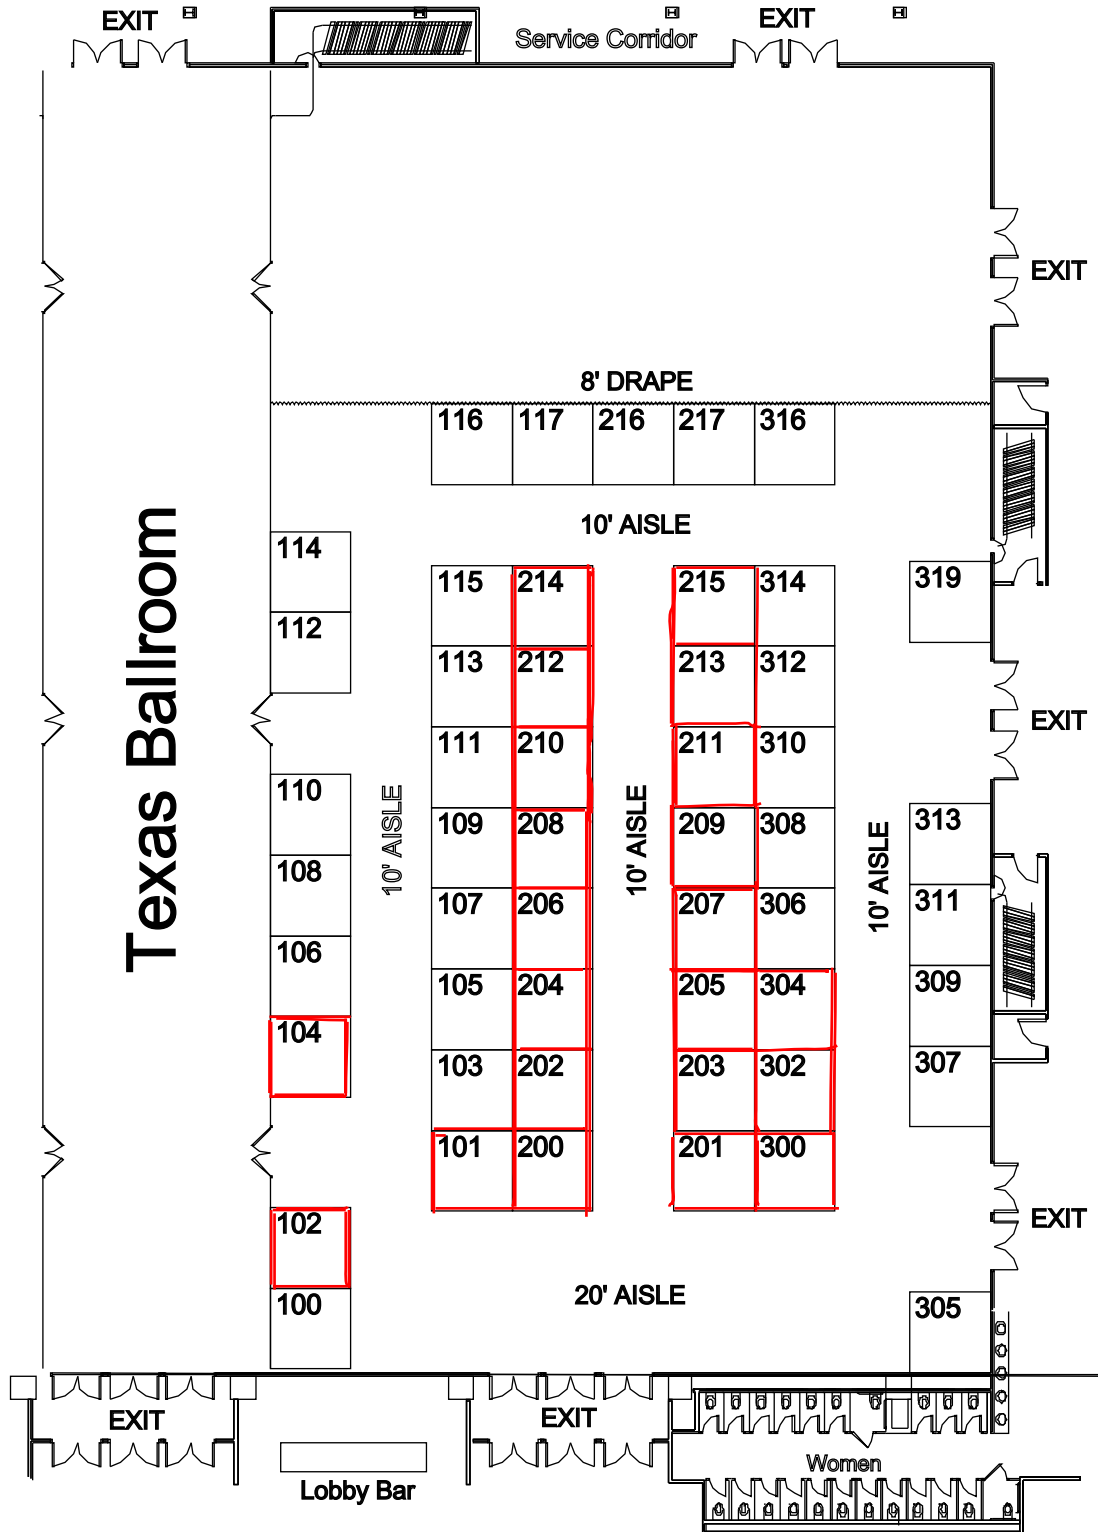 EXIT
EXIT
Service Corridor
EXIT
8' DRAPE
116 117 216 217 316
10' AISLE
114
115 214 215 314 319
112
113 212 213 312
EXIT
111 210 211 310
110
109 208 209 308 313
10' AISLE
10' AISLE
10' AISLE
Texas Ballroom
108
107 206 207 306 311
106
105 204 205 304 309
104
103 202 203 302 307
101 200 201 300
102
EXIT
20' AISLE
100
305
EXIT
EXIT
Women
Lobby Bar